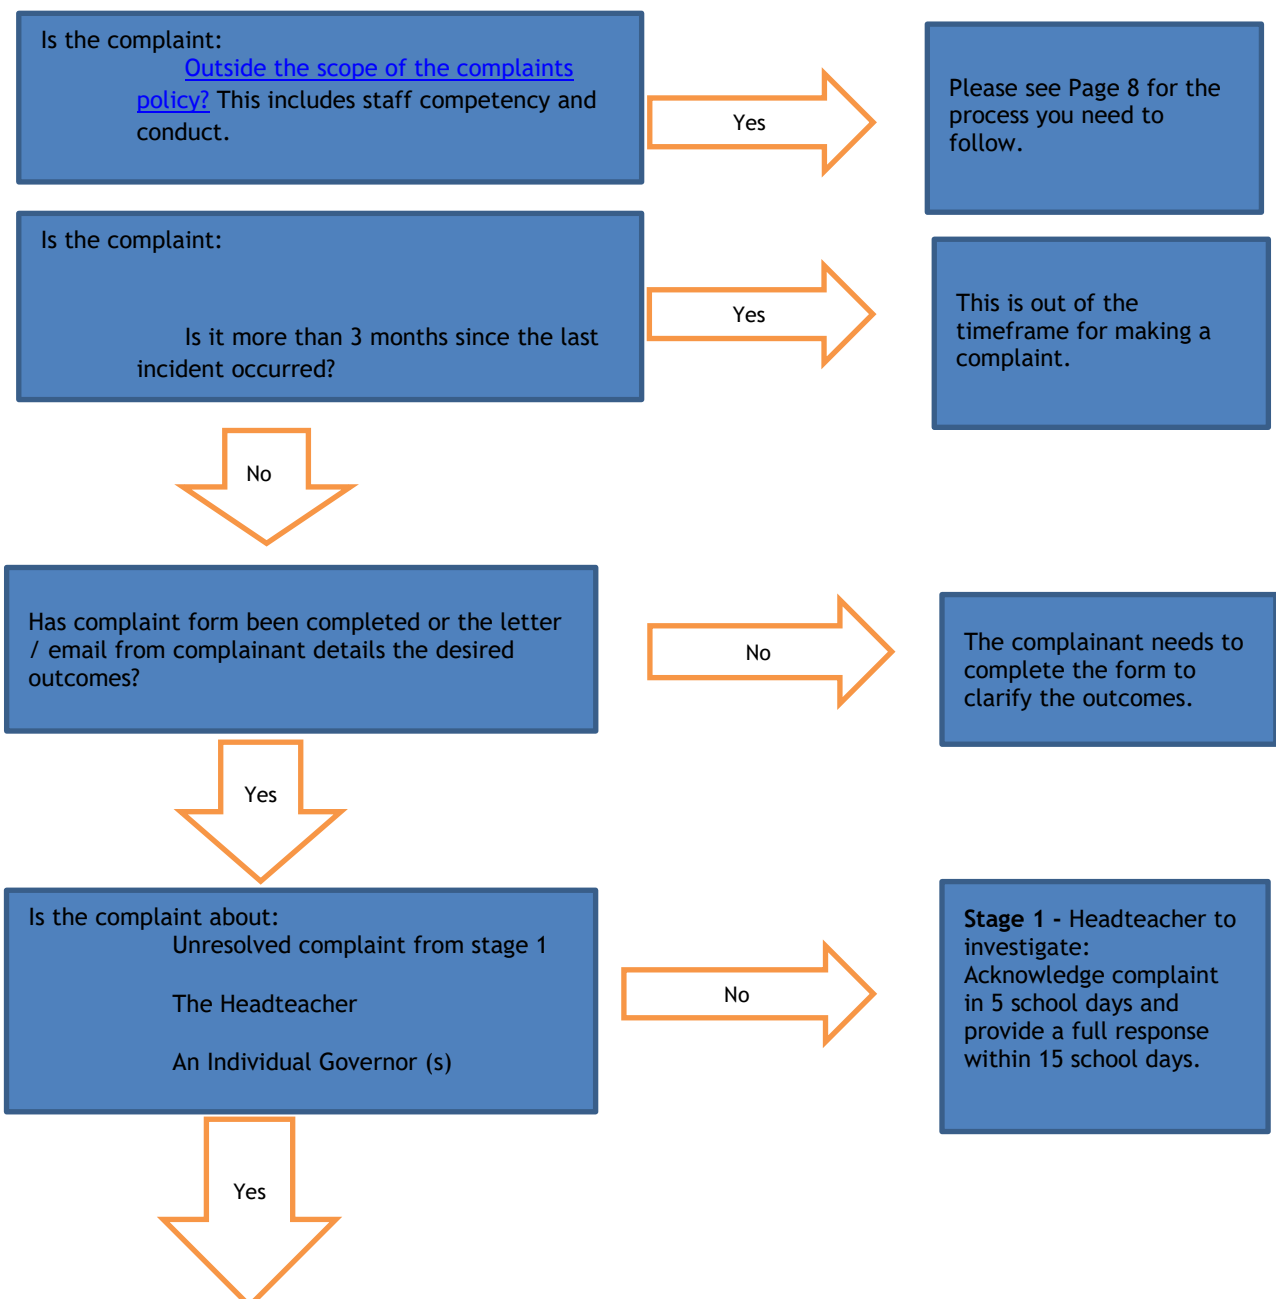 Is the complaint:
Outside the scope of the complaints
policy? This includes staff competency and
conduct.
Yes
Please see Page 8 for the
process you need to
follow.
Is the complaint:
Is it more than 3 months since the last
incident occurred?
Yes
This is out of the
timeframe for making a
complaint.
No
Has complaint form been completed or the letter
/ email from complainant details the desired
outcomes?
No
The complainant needs to
complete the form to
clarify the outcomes.
Yes
Is the complaint about:
Unresolved complaint from stage 1
The Headteacher
An Individual Governor (s)
No
Stage 1 - Headteacher to
investigate:
Acknowledge complaint
in 5 school days and
provide a full response
within 15 school days.
Yes